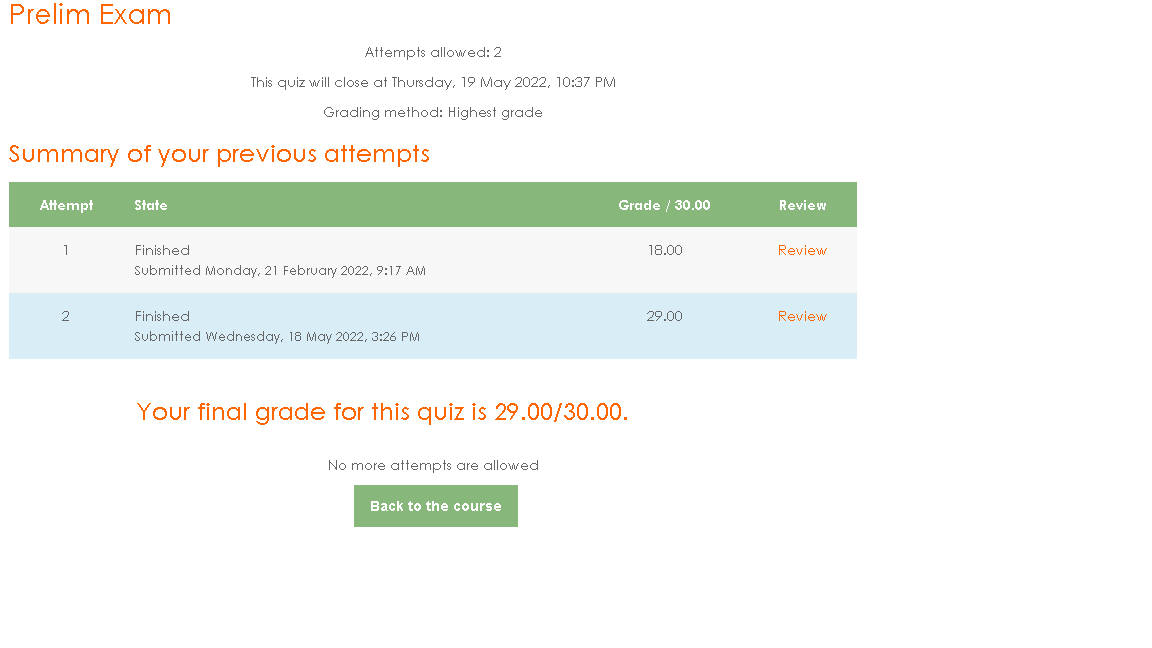 Prelim Exam
Attempts allowed: 2
This quiz will close at Thursday, 19 May 2022, 10:37 PM
Grading method: Highest grade
Summary of your previous attempts
Attempt State Grade / 30.00 Review
1 Finished 18.00 Review
Submitted Monday, 21 February 2022, 9:17 AM
2 Finished 29.00 Review
Submitted Wednesday, 18 May 2022, 3:26 PM
Your final grade for this quiz is 29.00/30.00.
No more attempts are allowed
Back to the course